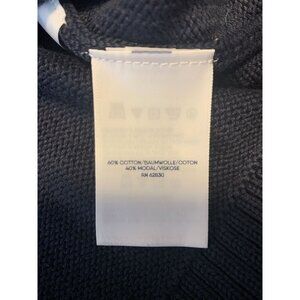 60% COTTON/BAUMWOLLE/COTON
40% MODAL/VISKOSE
RN 62830